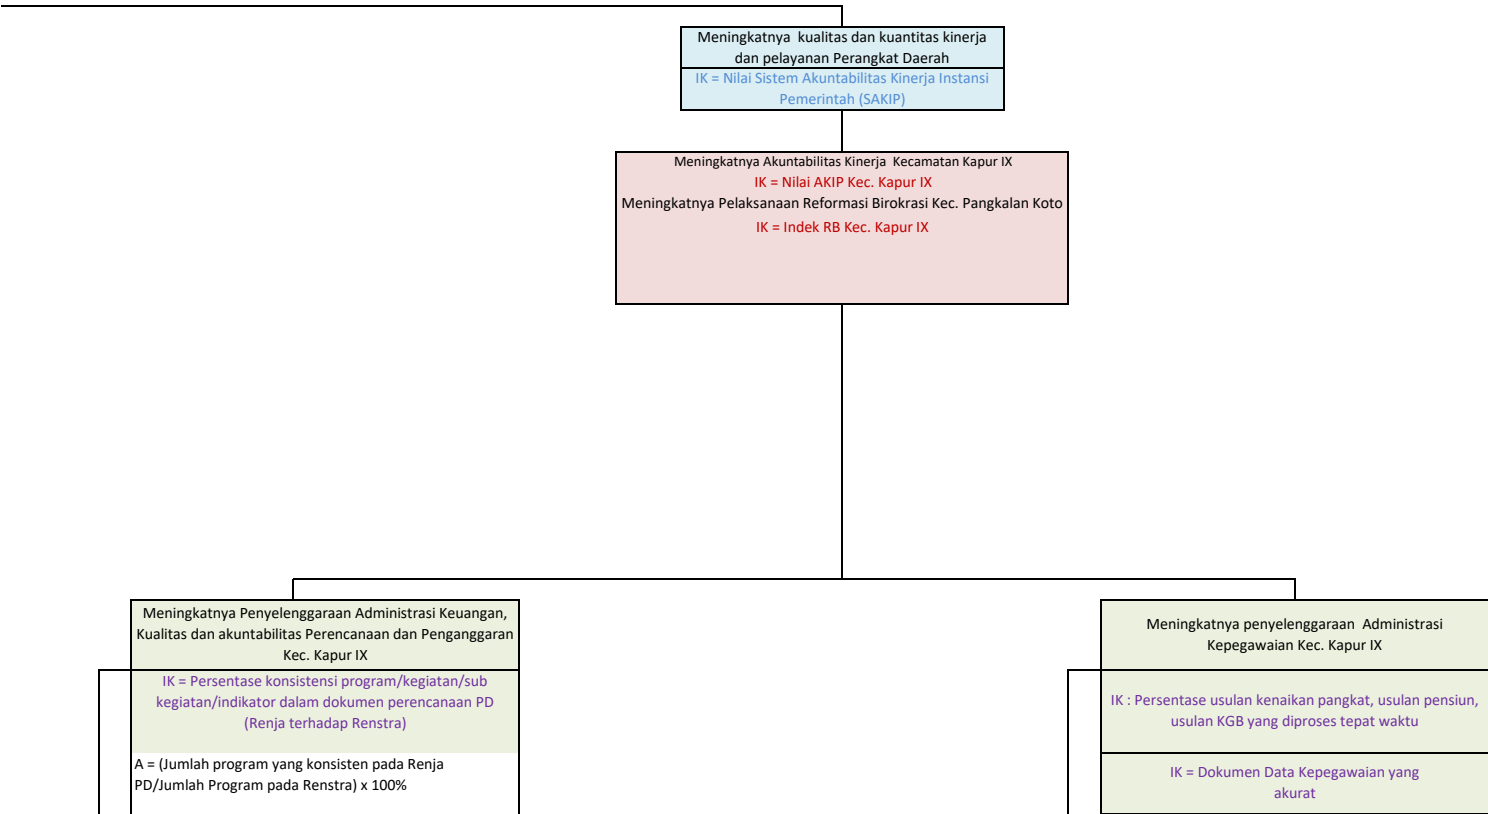 Meningkatnya kualitas dan kuantitas kinerja
dan pelayanan Perangkat Daerah
IK = Nilai Sistem Akuntabilitas Kinerja Instansi
Pemerintah (SAKIP)
Meningkatnya Akuntabilitas Kinerja Kecamatan Kapur IX
IK = Nilai AKIP Kec. Kapur IX
Meningkatnya Pelaksanaan Reformasi Birokrasi Kec. Pangkalan Koto
IK = Indek RB Kec. Kapur IX
Meningkatnya Penyelenggaraan Administrasi Keuangan,
Kualitas dan akuntabilitas Perencanaan dan Penganggaran
Kec. Kapur IX
IK = Persentase konsistensi program/kegiatan/sub
kegiatan/indikator dalam dokumen perencanaan PD
(Renja terhadap Renstra)
A = (Jumlah program yang konsisten pada Renja
PD/Jumlah Program pada Renstra) x 100%
Meningkatnya penyelenggaraan Administrasi
Kepegawaian Kec. Kapur IX
IK : Persentase usulan kenaikan pangkat, usulan pensiun,
usulan KGB yang diproses tepat waktu
IK = Dokumen Data Kepegawaian yang
akurat